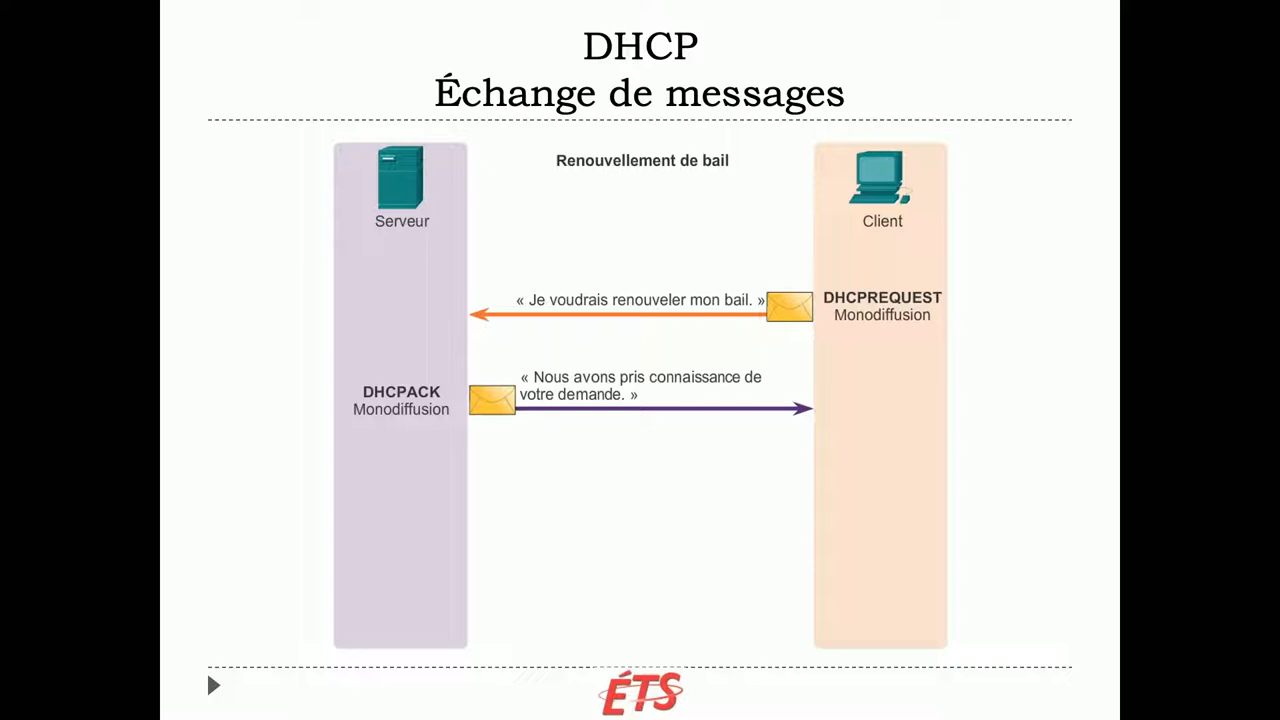 DHCP
Échange de messages
Renouvellement de bail
Serveur
Client
« Je voudrais renouveler mon bail. »
DHCPREQUEST
Monodiffusion
« Nous avons pris connaissance de
votre demande. »
DHCPACK
Monodiffusion
ÉTS